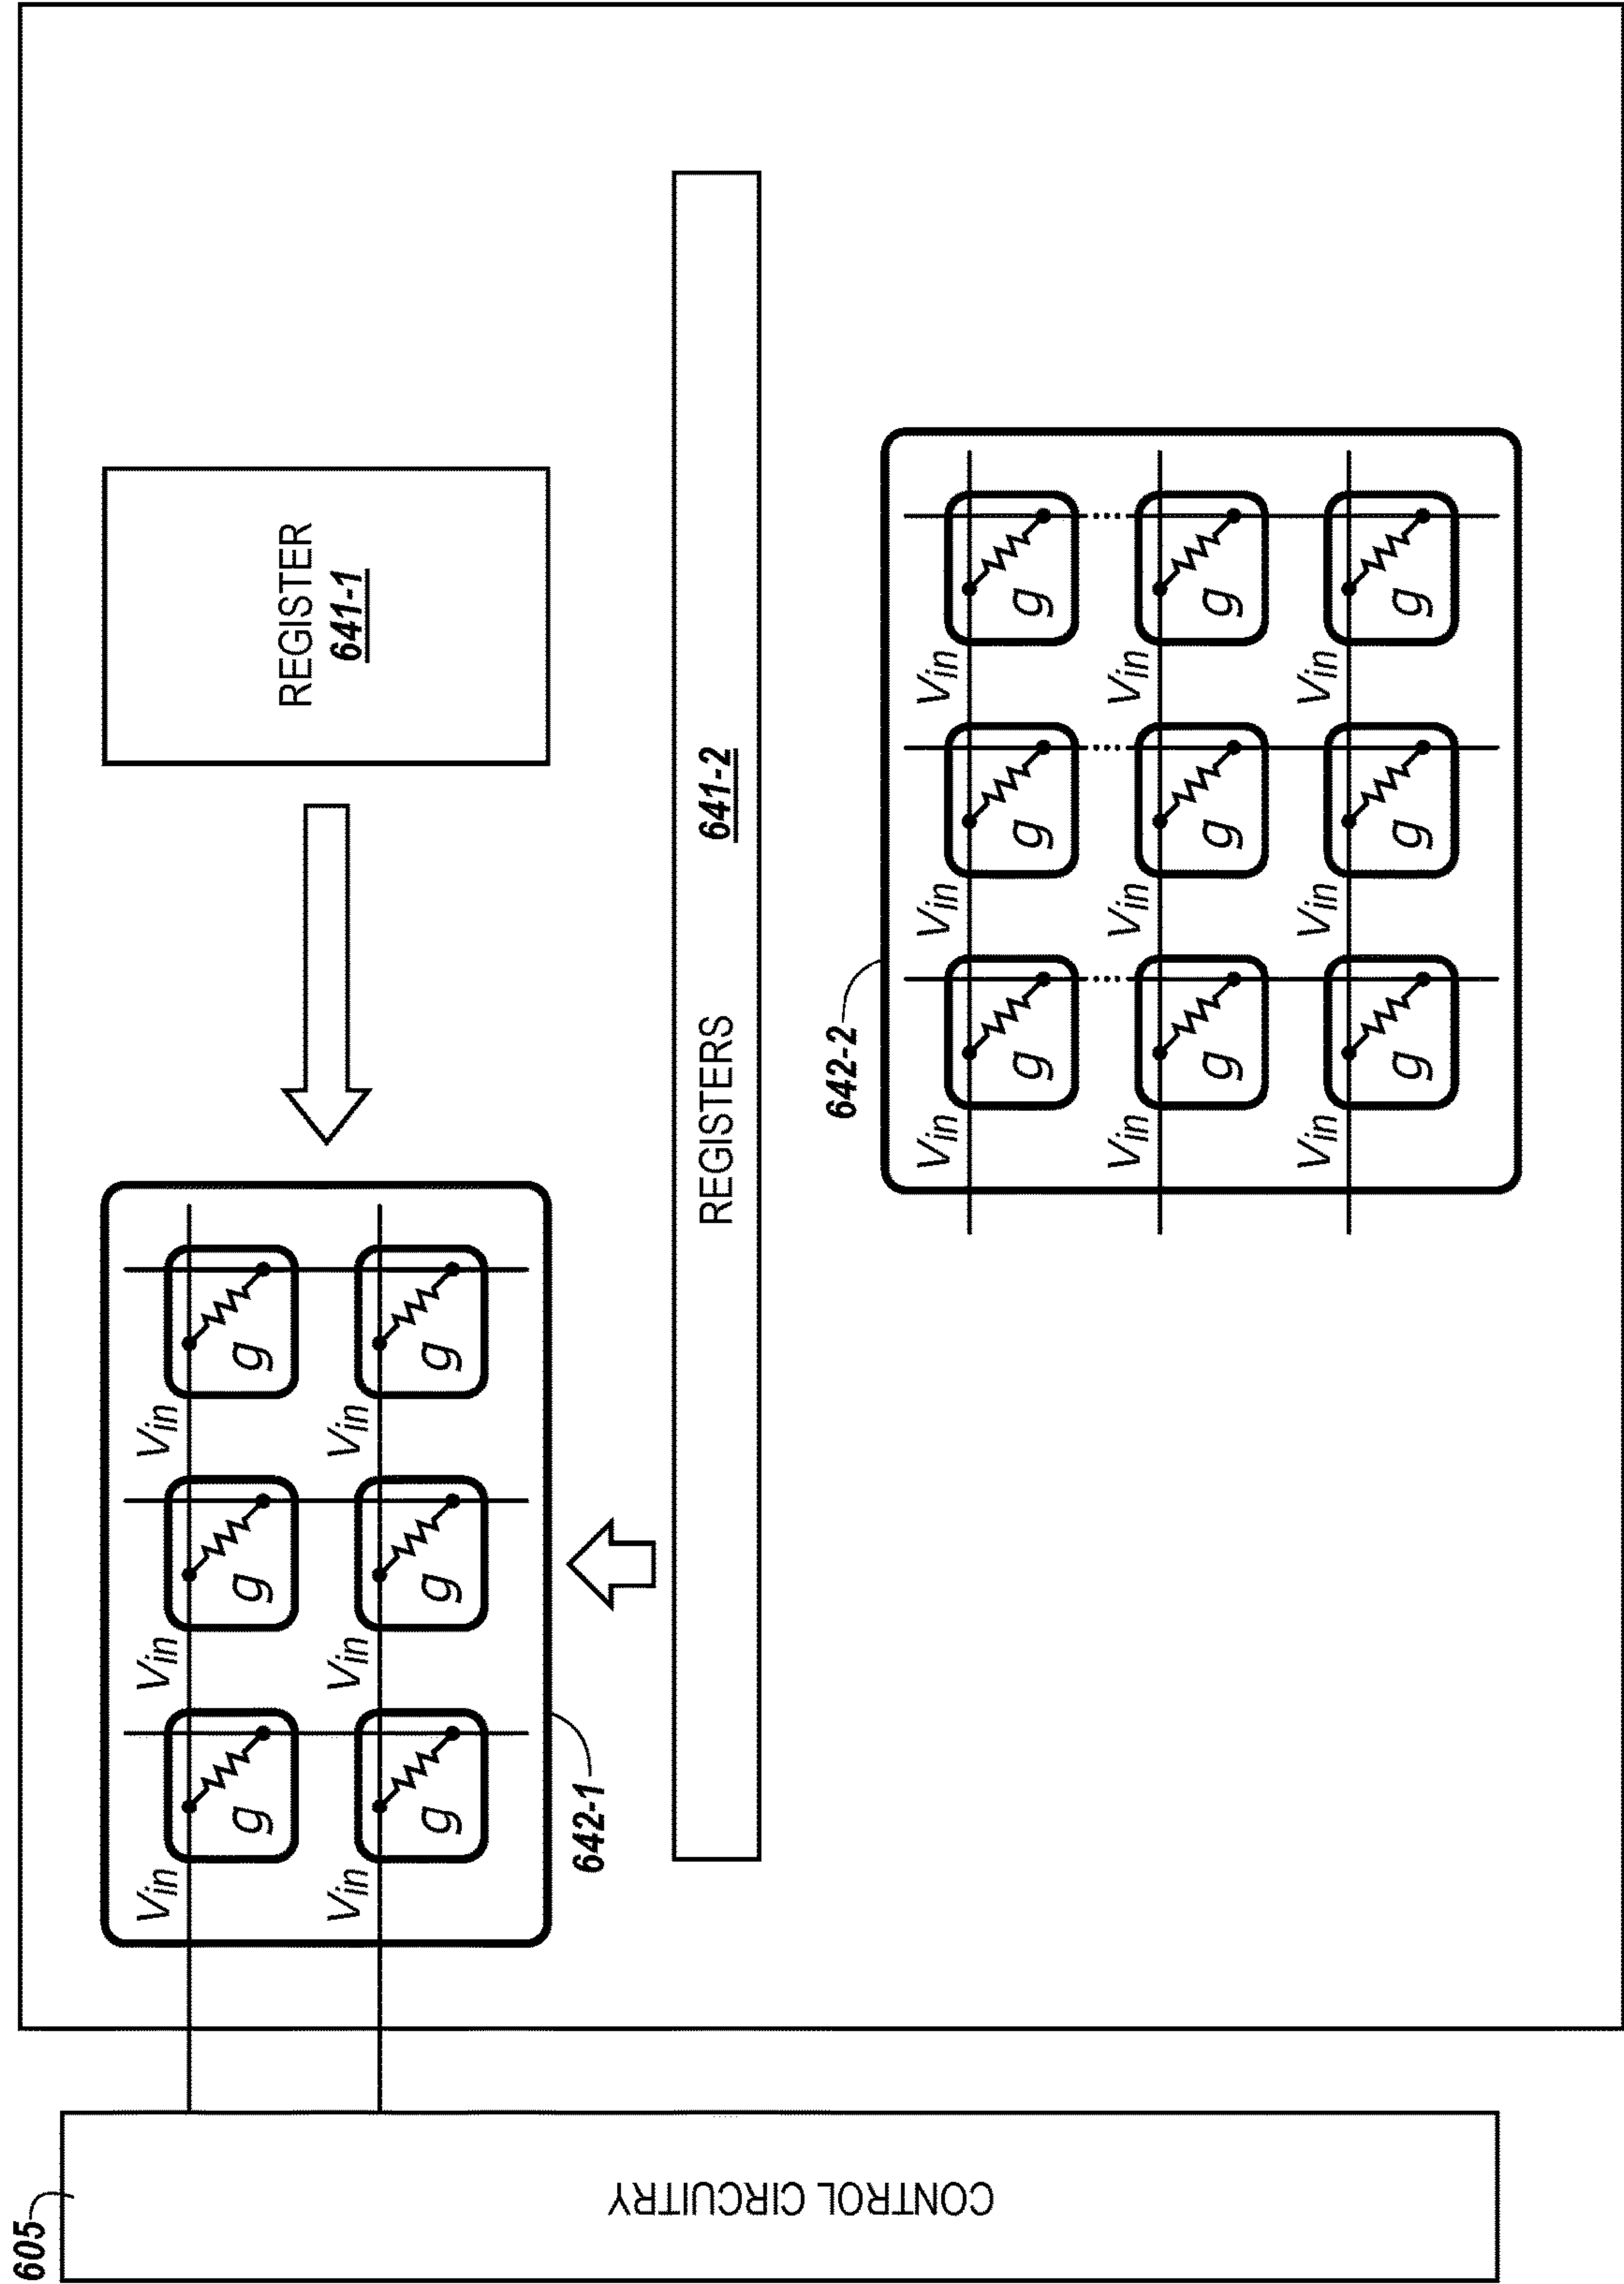 605
CONTROL CIRCUITRY
Vin Vin Vin
g g g
Vin Vin Vin
g g g
642-1
REGISTER
641-1
REGISTERS 641-2
642-2
Vin Vin Vin
g g g
Vin Vin Vin
g g g
Vin Vin Vin
g g g